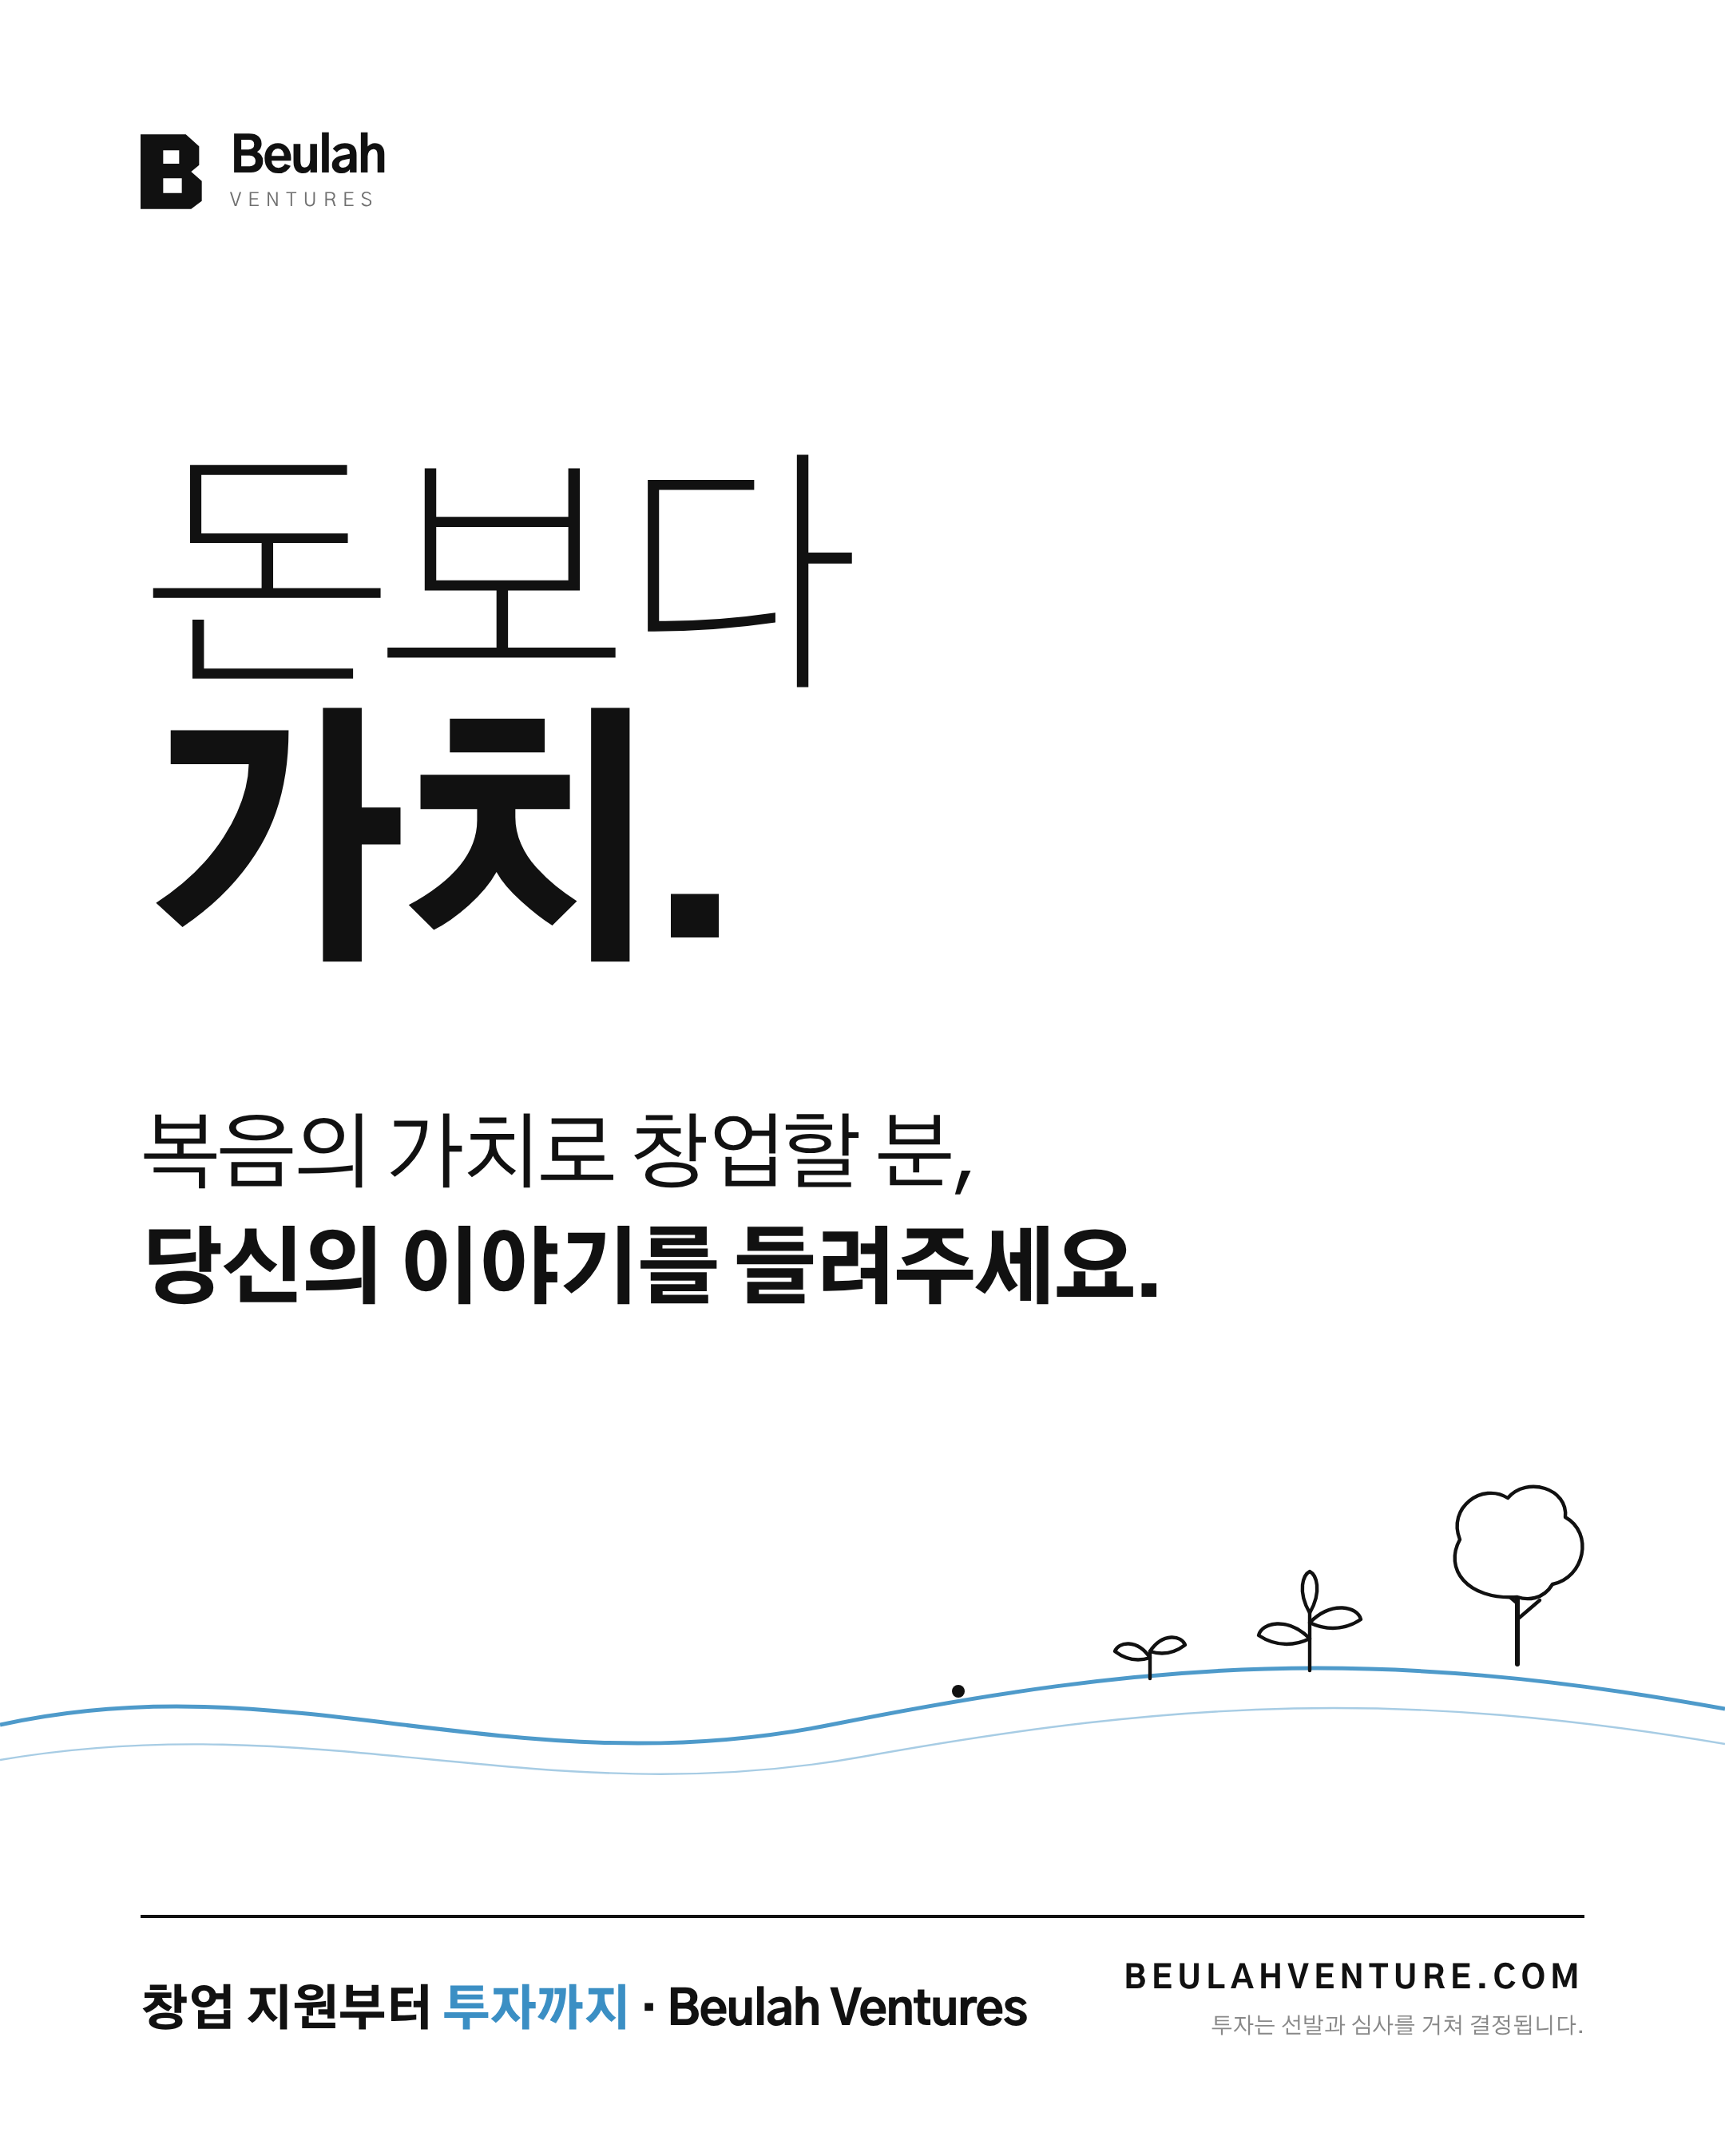 B
Beulah
VENTURES
돈보다
가치.
복음의 가치로 창업할 분,
당신의 이야기를 들려주세요.
창업 지원부터 투자까지 · Beulah Ventures
BEULAHVENTURE.COM
투자는 선발과 심사를 거쳐 결정됩니다.